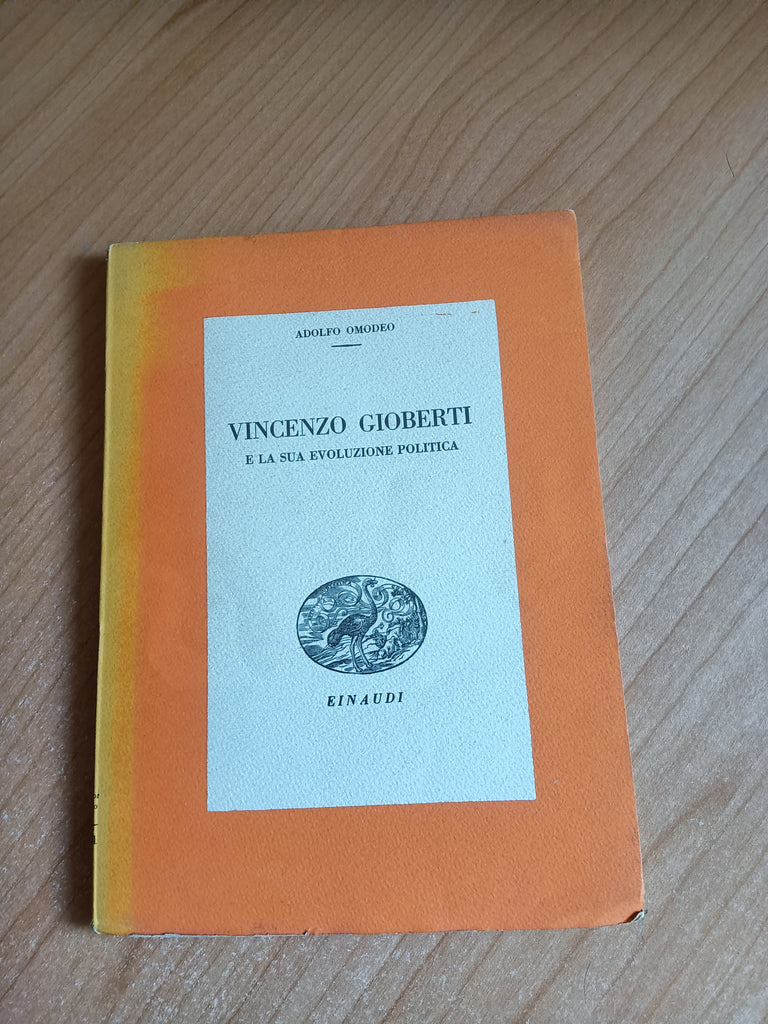 ADOLFO OMODEO
VINCENZO GIOBERTI
E LA SUA EVOLUZIONE POLITICA
EINAUDI